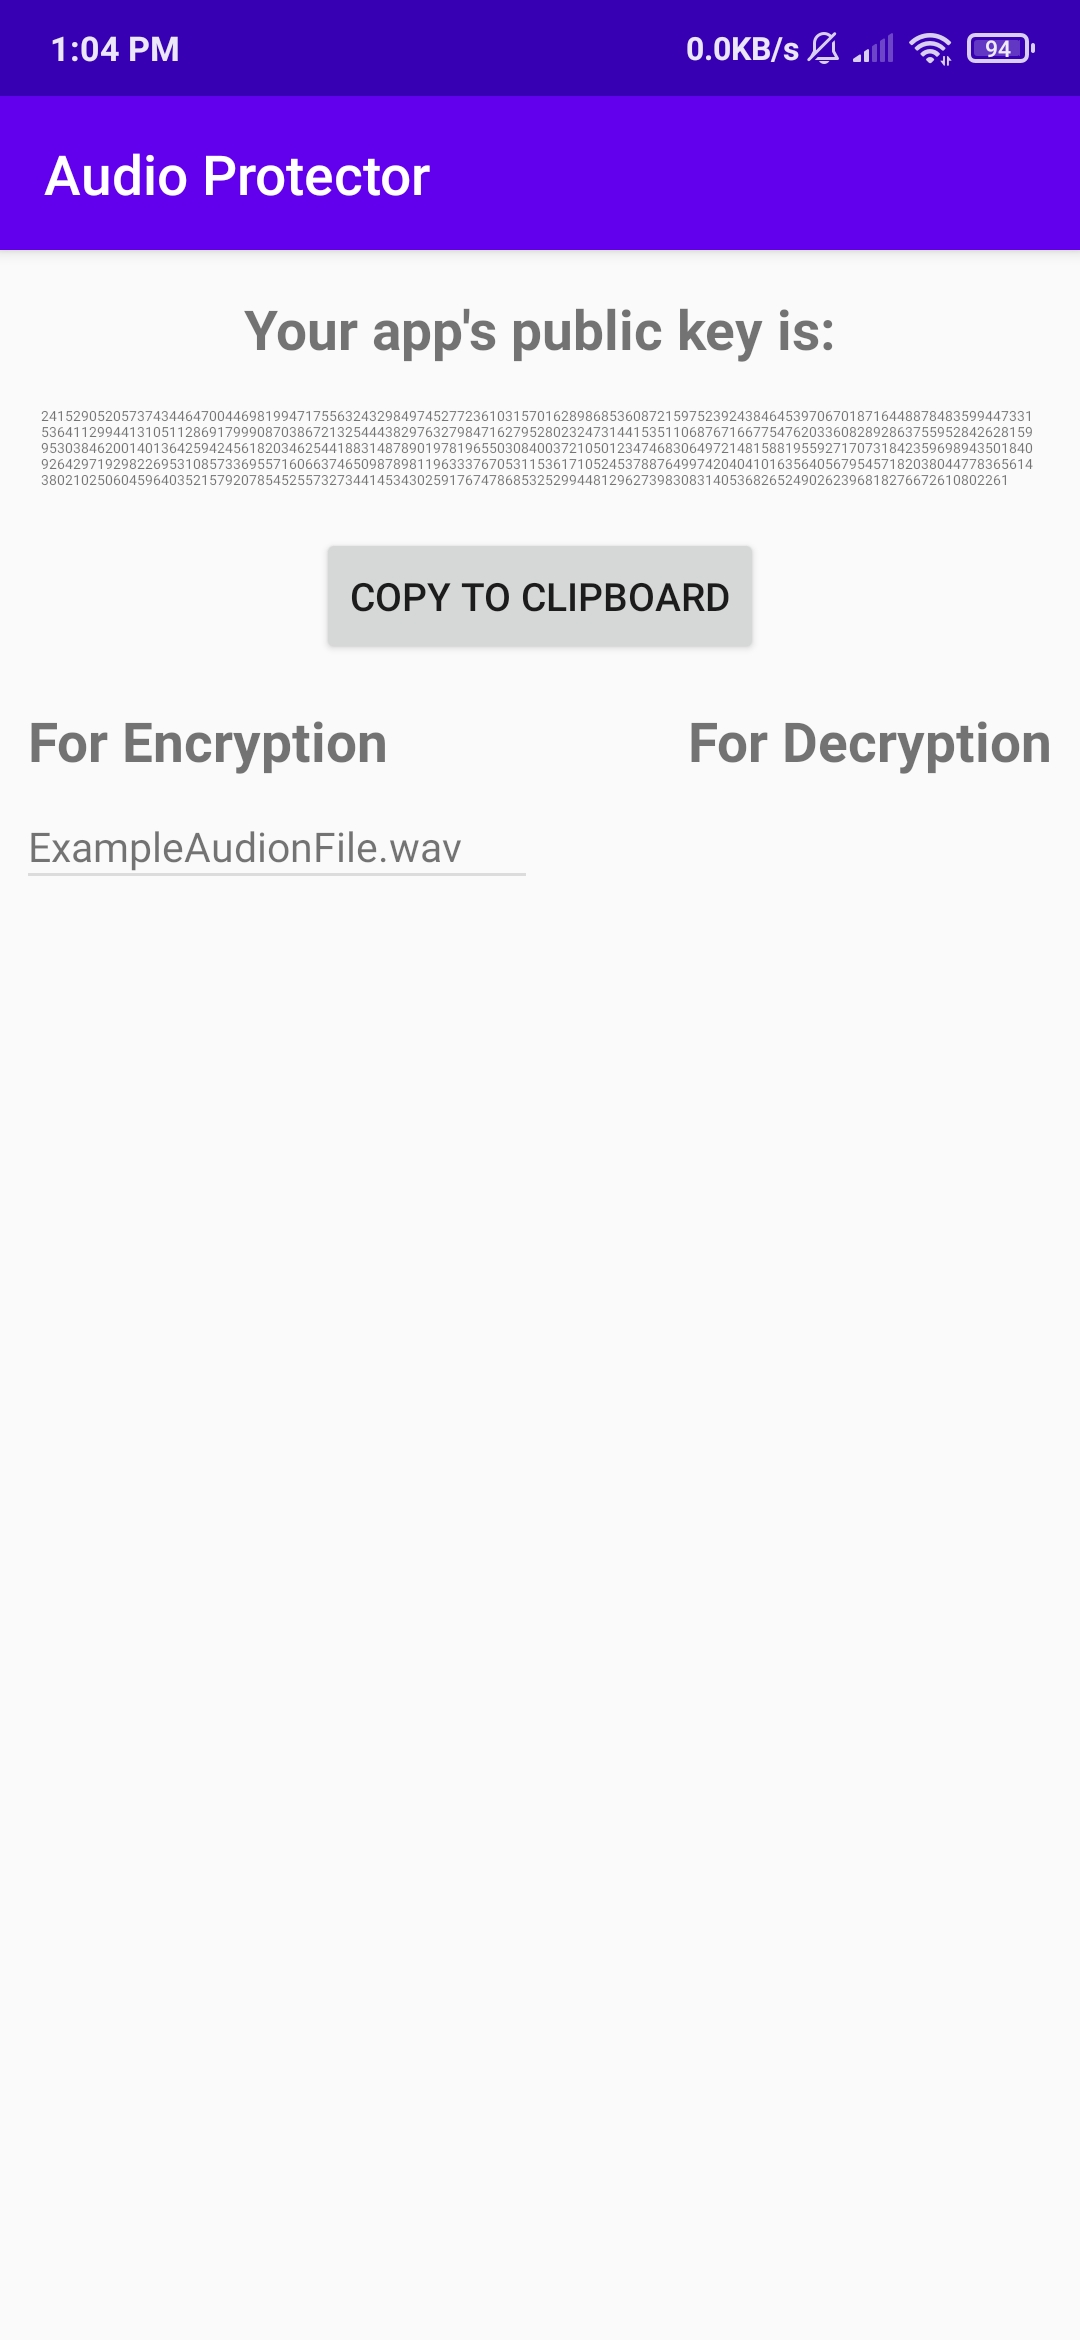 1:04 PM 0.0KB/s 94
Audio Protector
Your app's public key is:
2415290520573743446470044698199471755632432984974527723610315701628986853608721597523924384645397067018716448878483599447331
5364112994413105112869179990870386721325444382976327984716279528023247314415351106876716677547620336082892863755952842628159
9530384620014013642594245618203462544188314878901978196550308400372105012347468306497214815881955927170731842359698943501840
9264297192982269531085733695571606637465098789811963337670531153617105245378876499742040410163564056795457182038044778365614
3802102506045964035215792078545255732734414534302591767478685325299448129627398308314053682652490262396818276672610802261
COPY TO CLIPBOARD
For Encryption For Decryption
ExampleAudionFile.wav